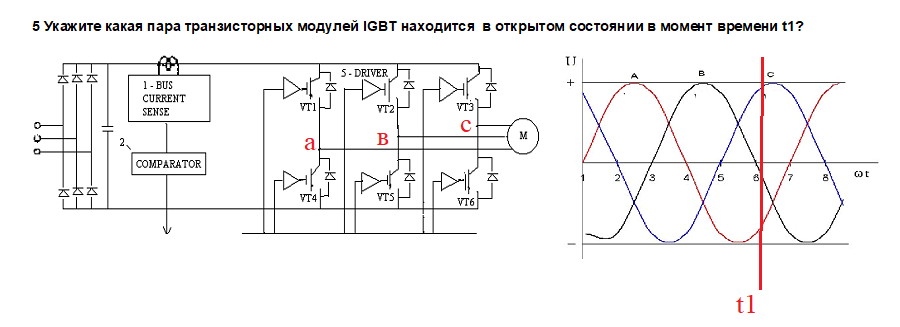 5 Укажите какая пара транзисторных модулей IGBT находится в открытом состоянии в момент времени t1?
1 - BUS
CURRENT
SENSE
2
COMPARATOR
5 - DRIVER
VT1
VT2
VT3
a
B
C
M
VT4
VT5
VT6
U
+
A
B
C
1
2
3
4
5
6
7
8
ωt
−
t1